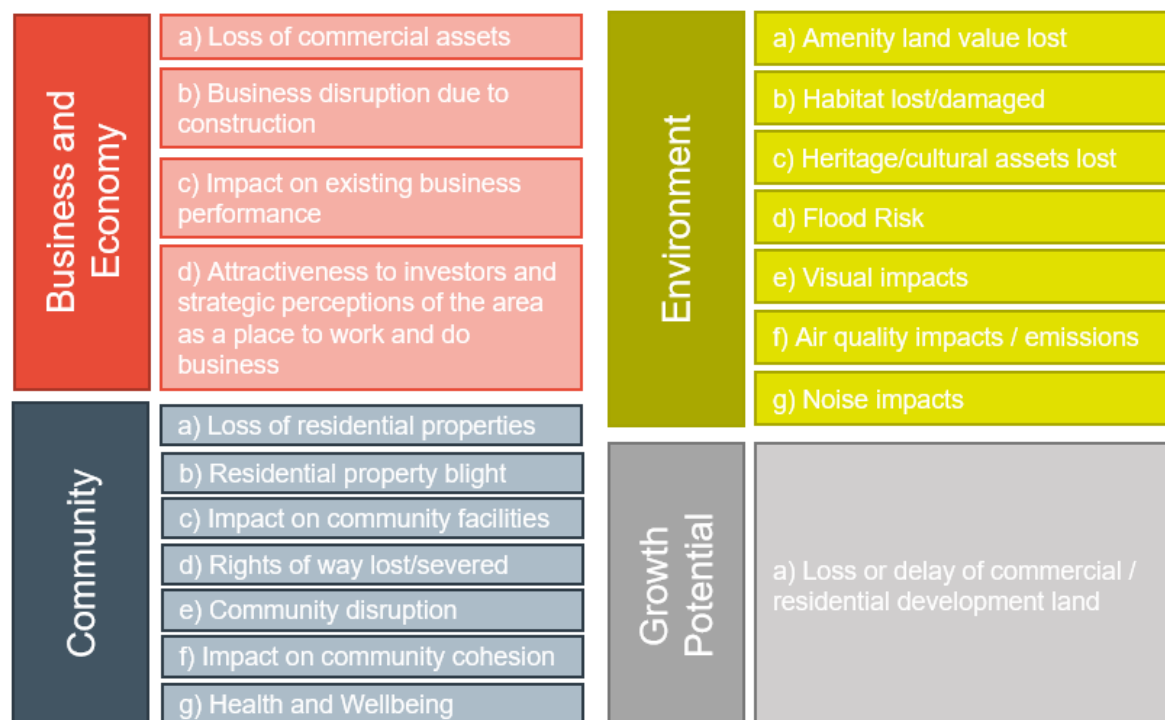 Business and
Economy
a) Loss of commercial assets
b) Business disruption due to
construction
c) Impact on existing business
performance
d) Attractiveness to investors and
strategic perceptions of the area
as a place to work and do
business
Community
a) Loss of residential properties
b) Residential property blight
c) Impact on community facilities
d) Rights of way lost/severed
e) Community disruption
f) Impact on community cohesion
g) Health and Wellbeing
Environment
a) Amenity land value lost
b) Habitat lost/damaged
c) Heritage/cultural assets lost
d) Flood Risk
e) Visual impacts
f) Air quality impacts / emissions
g) Noise impacts
Growth
Potential
a) Loss or delay of commercial /
residential development land